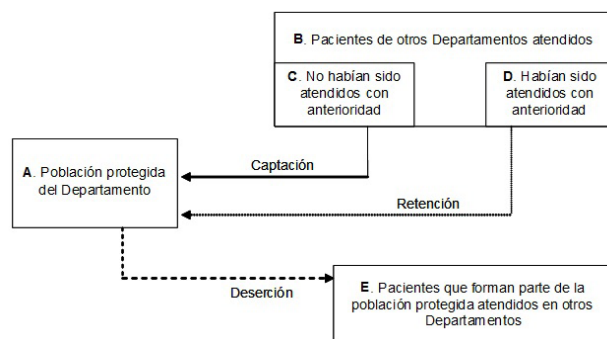 B. Pacientes de otros Departamentos atendidos
C. No habían sido
atendidos con
anterioridad
D. Habían sido
atendidos con
anterioridad
A. Población protegida
del Departamento
Captación
Retención
Deserción
E. Pacientes que forman parte de la
población protegida atendidos en otros
Departamentos